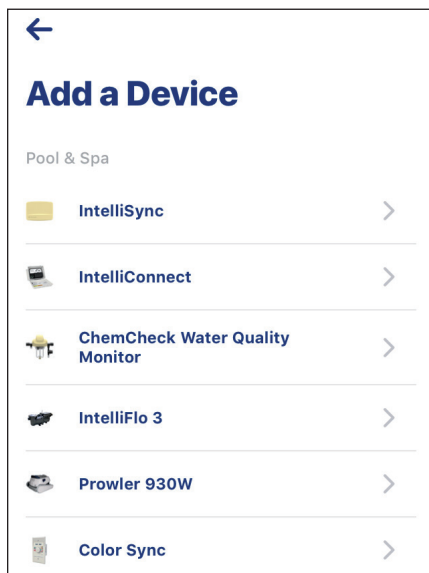 Add a Device
Pool & Spa
IntelliSync
IntelliConnect
ChemCheck Water Quality
Monitor
IntelliFlo 3
Prowler 930W
Color Sync